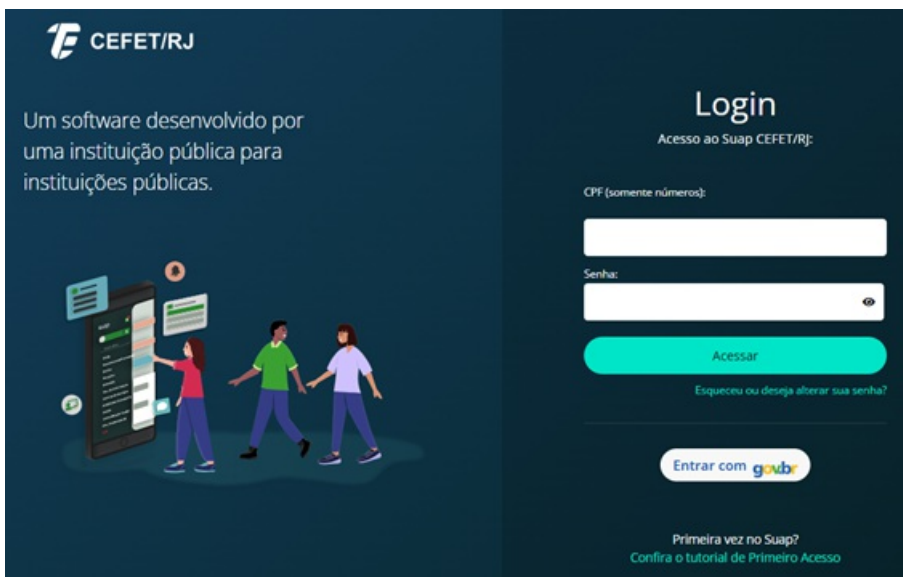 CEFET/RJ
Um software desenvolvido por
uma instituição pública para
instituições públicas.
suap
Login
Acesso ao Suap CEFET/RJ:
CPF (somente números):
Senha:
Acessar
Esqueceu ou deseja alterar sua senha?
Entrar com gov.br
Primeira vez no Suap?
Confira o tutorial de Primeiro Acesso